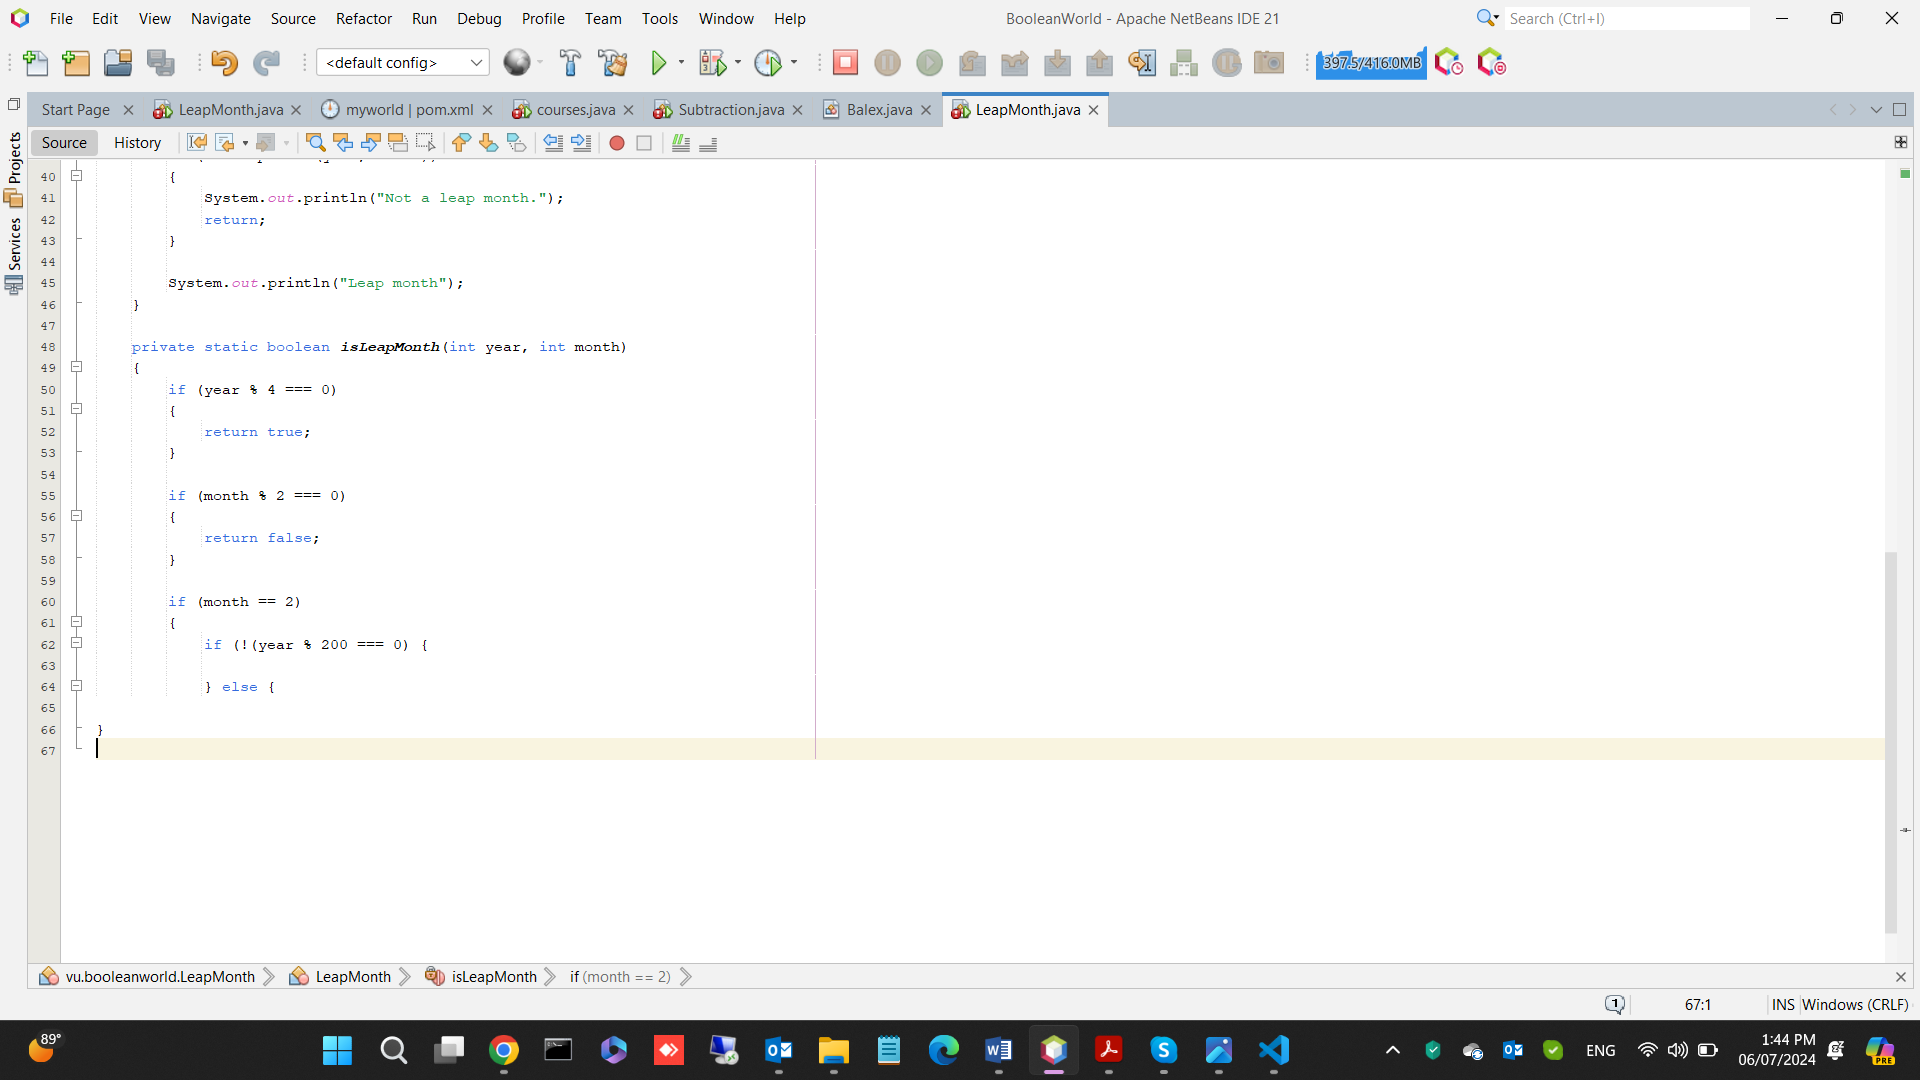 File Edit View Navigate Source Refactor Run Debug Profile Team Tools Window Help
BooleanWorld - Apache NetBeans IDE 21
Search (Ctrl+I)
<default config>
397.5/416.0MB
Start Page
LeapMonth.java
myworld | pom.xml
courses.java
Subtraction.java
Balex.java
LeapMonth.java
Source History
Projects
Services
40 {
41 System.out.println("Not a leap month.");
42 return;
43 }
44
45 System.out.println("Leap month");
46 }
47
48 private static boolean isLeapMonth(int year, int month)
49 {
50 if (year % 4 === 0)
51 {
52 return true;
53 }
54
55 if (month % 2 === 0)
56 {
57 return false;
58 }
59
60 if (month == 2)
61 {
62 if (!(year % 200 === 0) {
63
64 } else {
65
66 }
67
vu.booleanworld.LeapMonth
LeapMonth
isLeapMonth
if (month == 2)
1
67:1
INS
Windows (CRLF)
89°
ENG
1:44 PM
06/07/2024
PRE